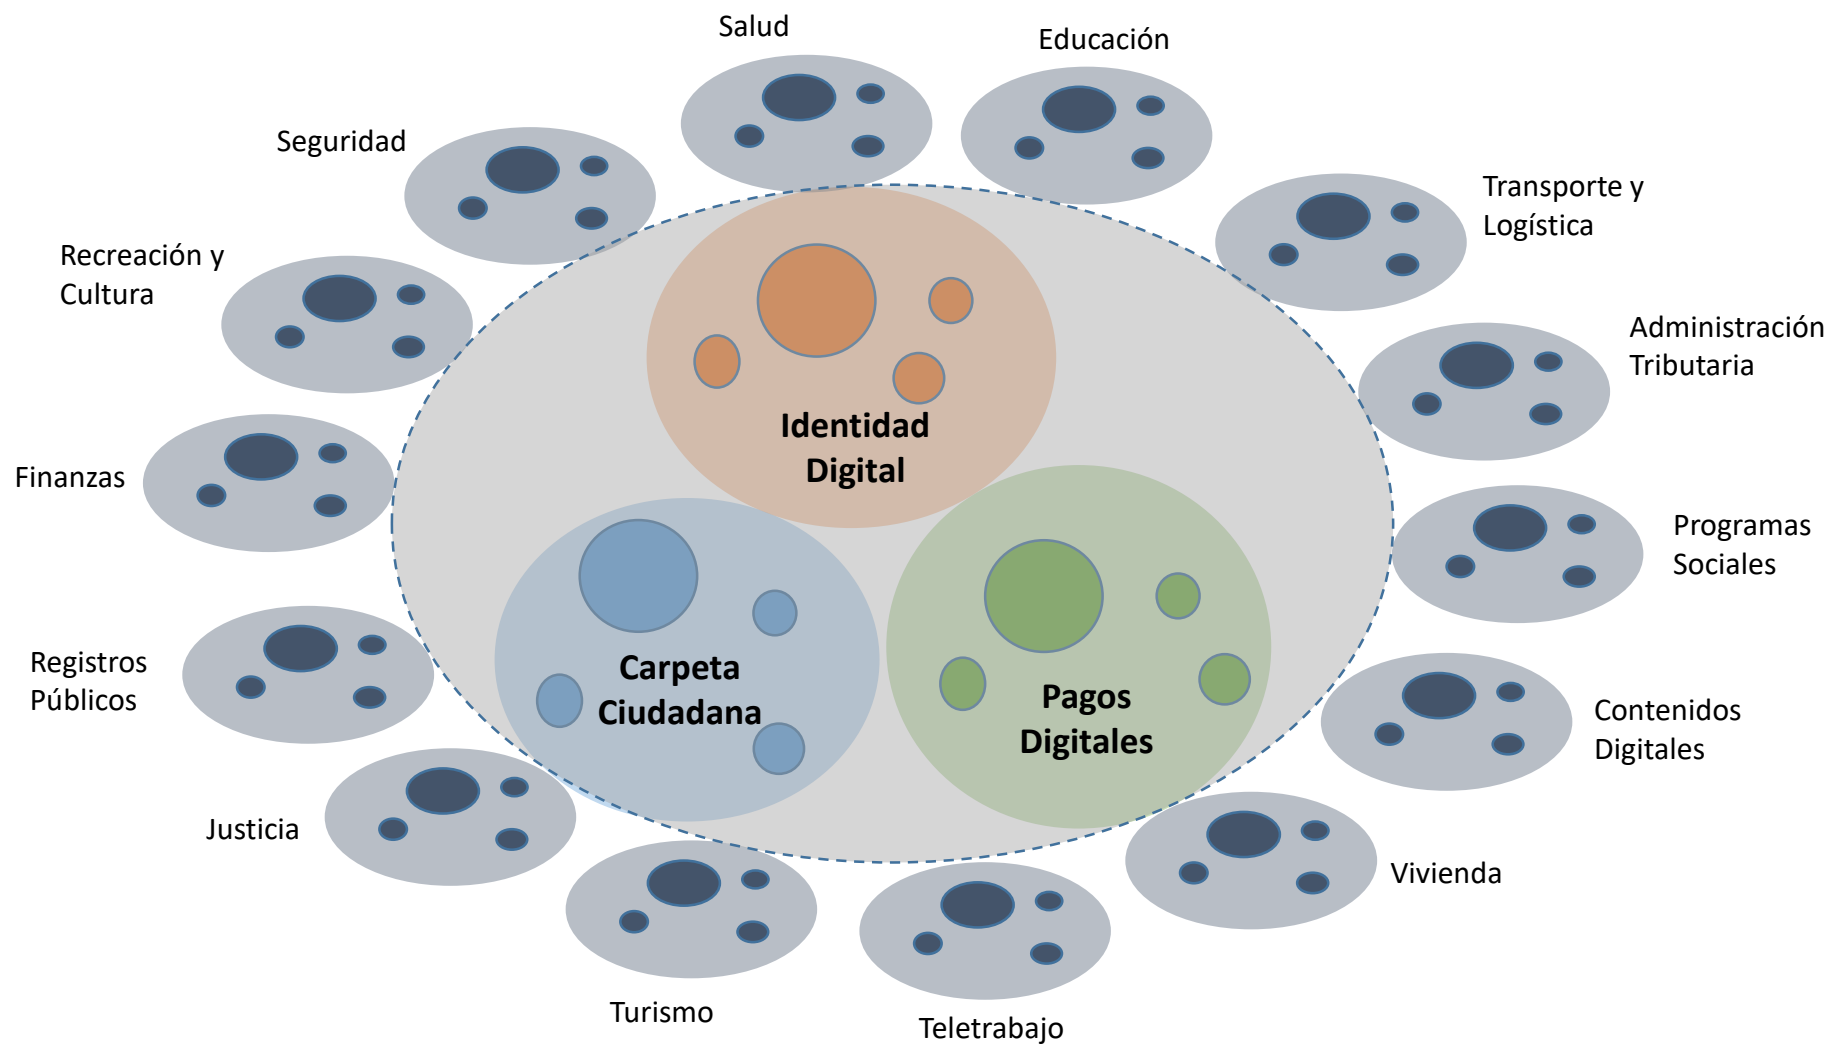 Salud
Educación
Seguridad
Transporte y
Logística
Recreación y
Cultura
Administración
Tributaria
Identidad
Digital
Finanzas
Programas
Sociales
Carpeta
Ciudadana
Pagos
Digitales
Registros
Públicos
Contenidos
Digitales
Justicia
Vivienda
Turismo
Teletrabajo